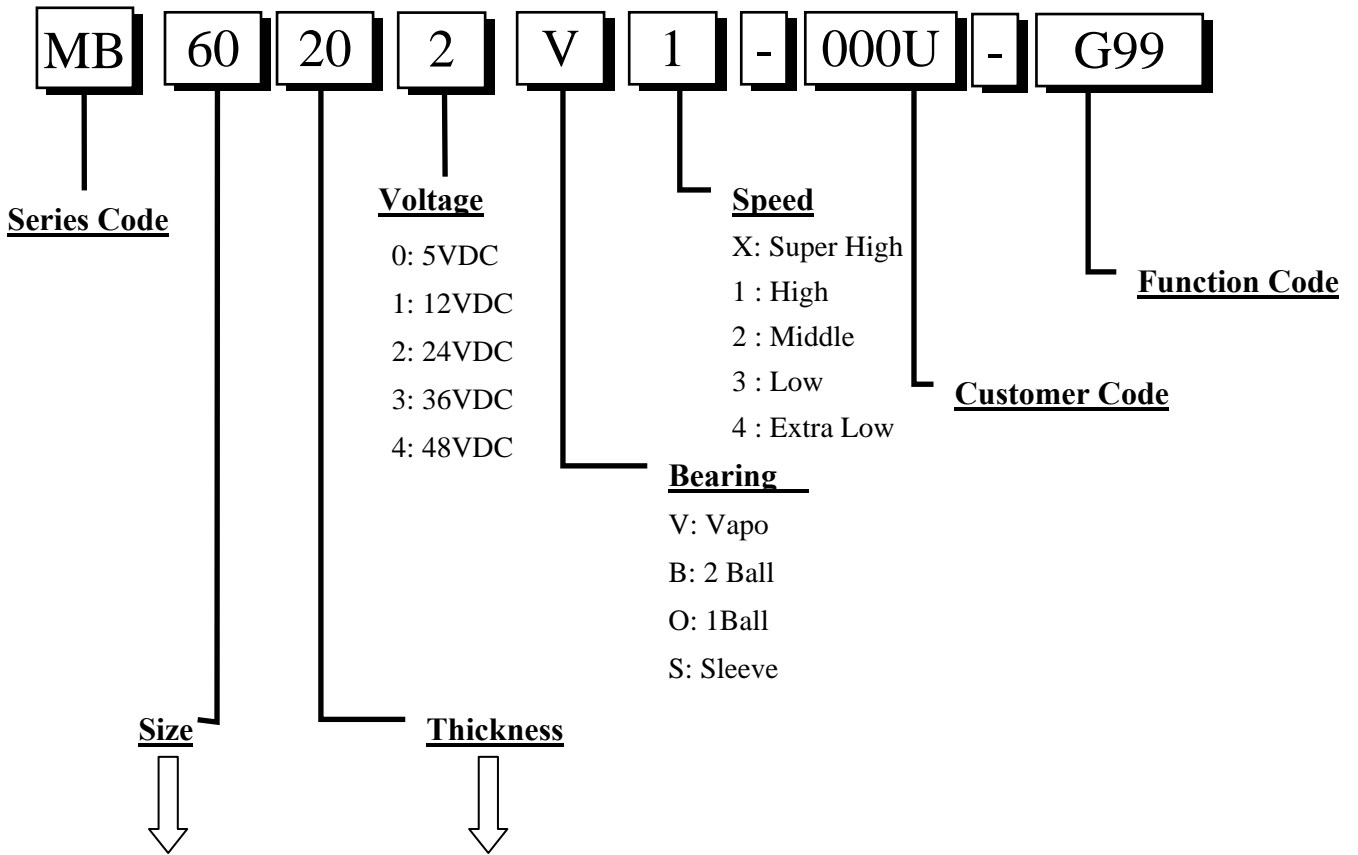 MB 60 20 2 V 1 - 000U - G99
Series Code
Voltage
0: 5VDC
1: 12VDC
2: 24VDC
3: 36VDC
4: 48VDC
Speed
X: Super High
1 : High
2 : Middle
3 : Low
4 : Extra Low
Function Code
Customer Code
Bearing
V: Vapo
B: 2 Ball
O: 1Ball
S: Sleeve
Size
Thickness